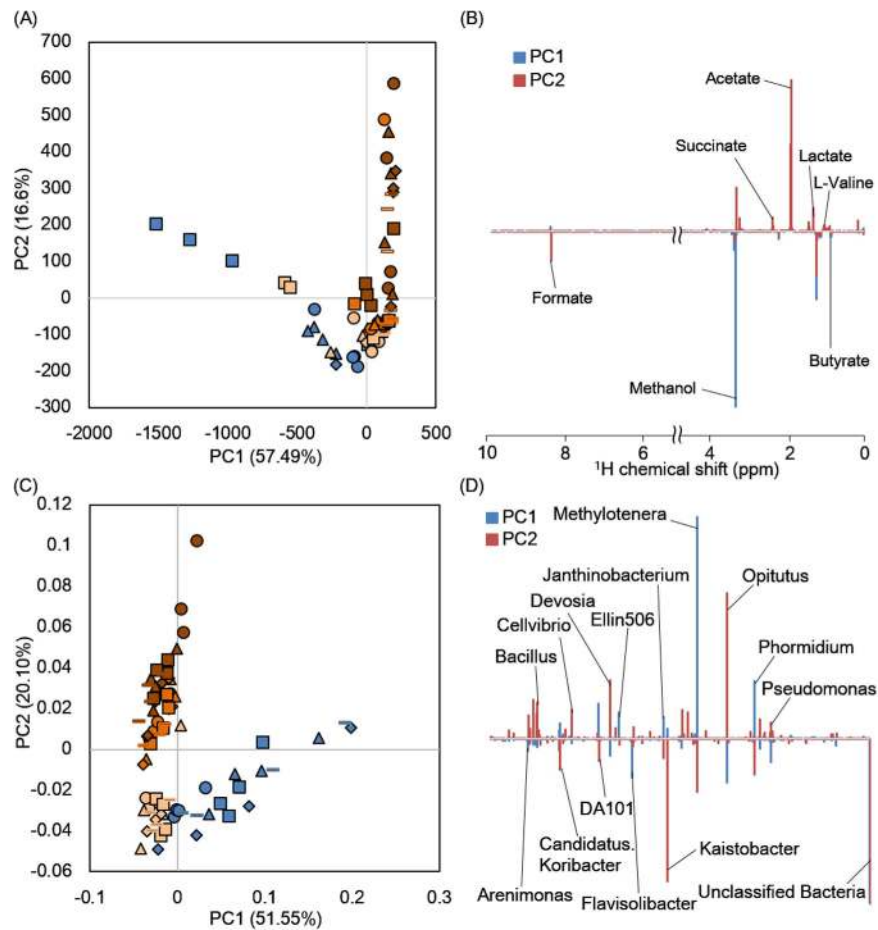 (A)
PC2 (16.6%)
700
600
500
400
300
200
100
0
-100
-200
-300
-2000 -1500 -1000 -500 0 500
PC1 (57.49%)
(B)
PC1
PC2
Acetate
Succinate
Lactate
L-Valine
Formate
Methanol
Butyrate
10 8 6 4 2 0
¹H chemical shift (ppm)
(C)
PC2 (20.10%)
0.12
0.1
0.08
0.06
0.04
0.02
0
-0.02
-0.04
-0.06
-0.1 0 0.1 0.2 0.3
PC1 (51.55%)
(D)
PC1
PC2
Methylotenera
Janthinobacterium
Opitutus
Devosia
Ellin506
Cellvibrio
Phormidium
Bacillus
Pseudomonas
DA101
Candidatus.
Koribacter
Kaistobacter
Arenimonas
Flavisolibacter
Unclassified Bacteria